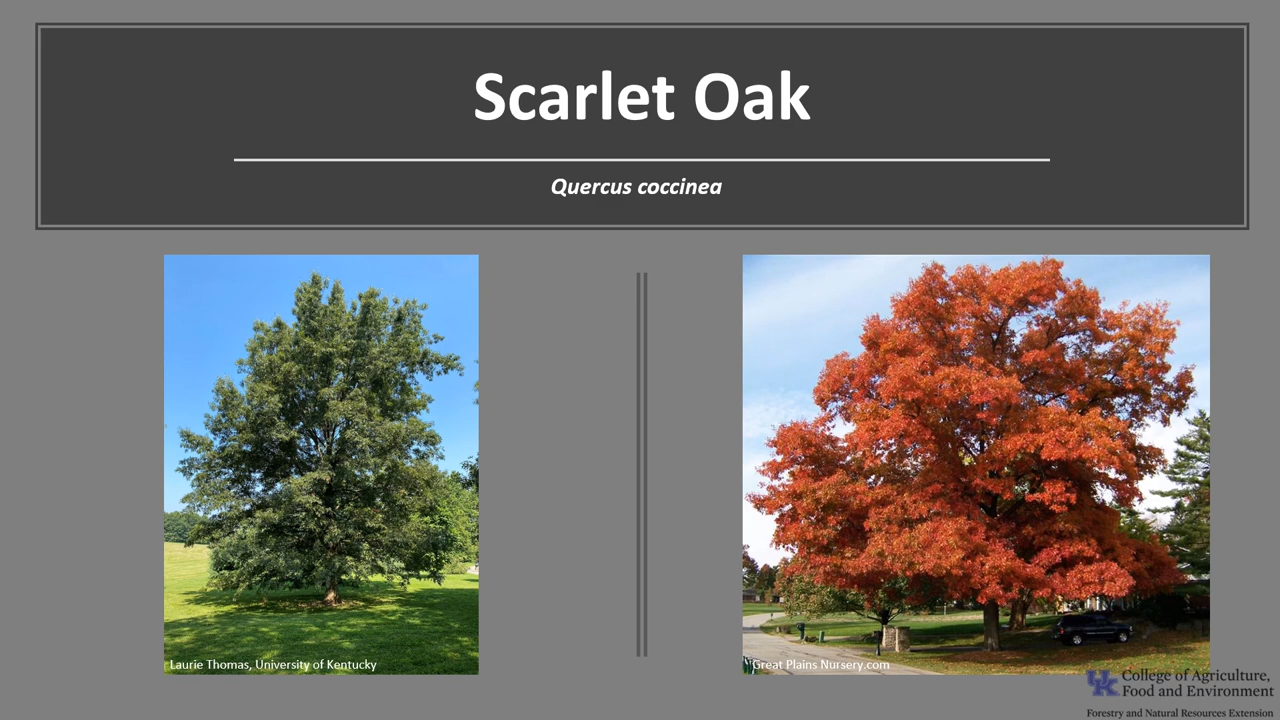 Scarlet Oak
Quercus coccinea
Laurie Thomas, University of Kentucky
Great Plains Nursery.com
UK College of Agriculture,
Food and Environment
Forestry and Natural Resources Extension